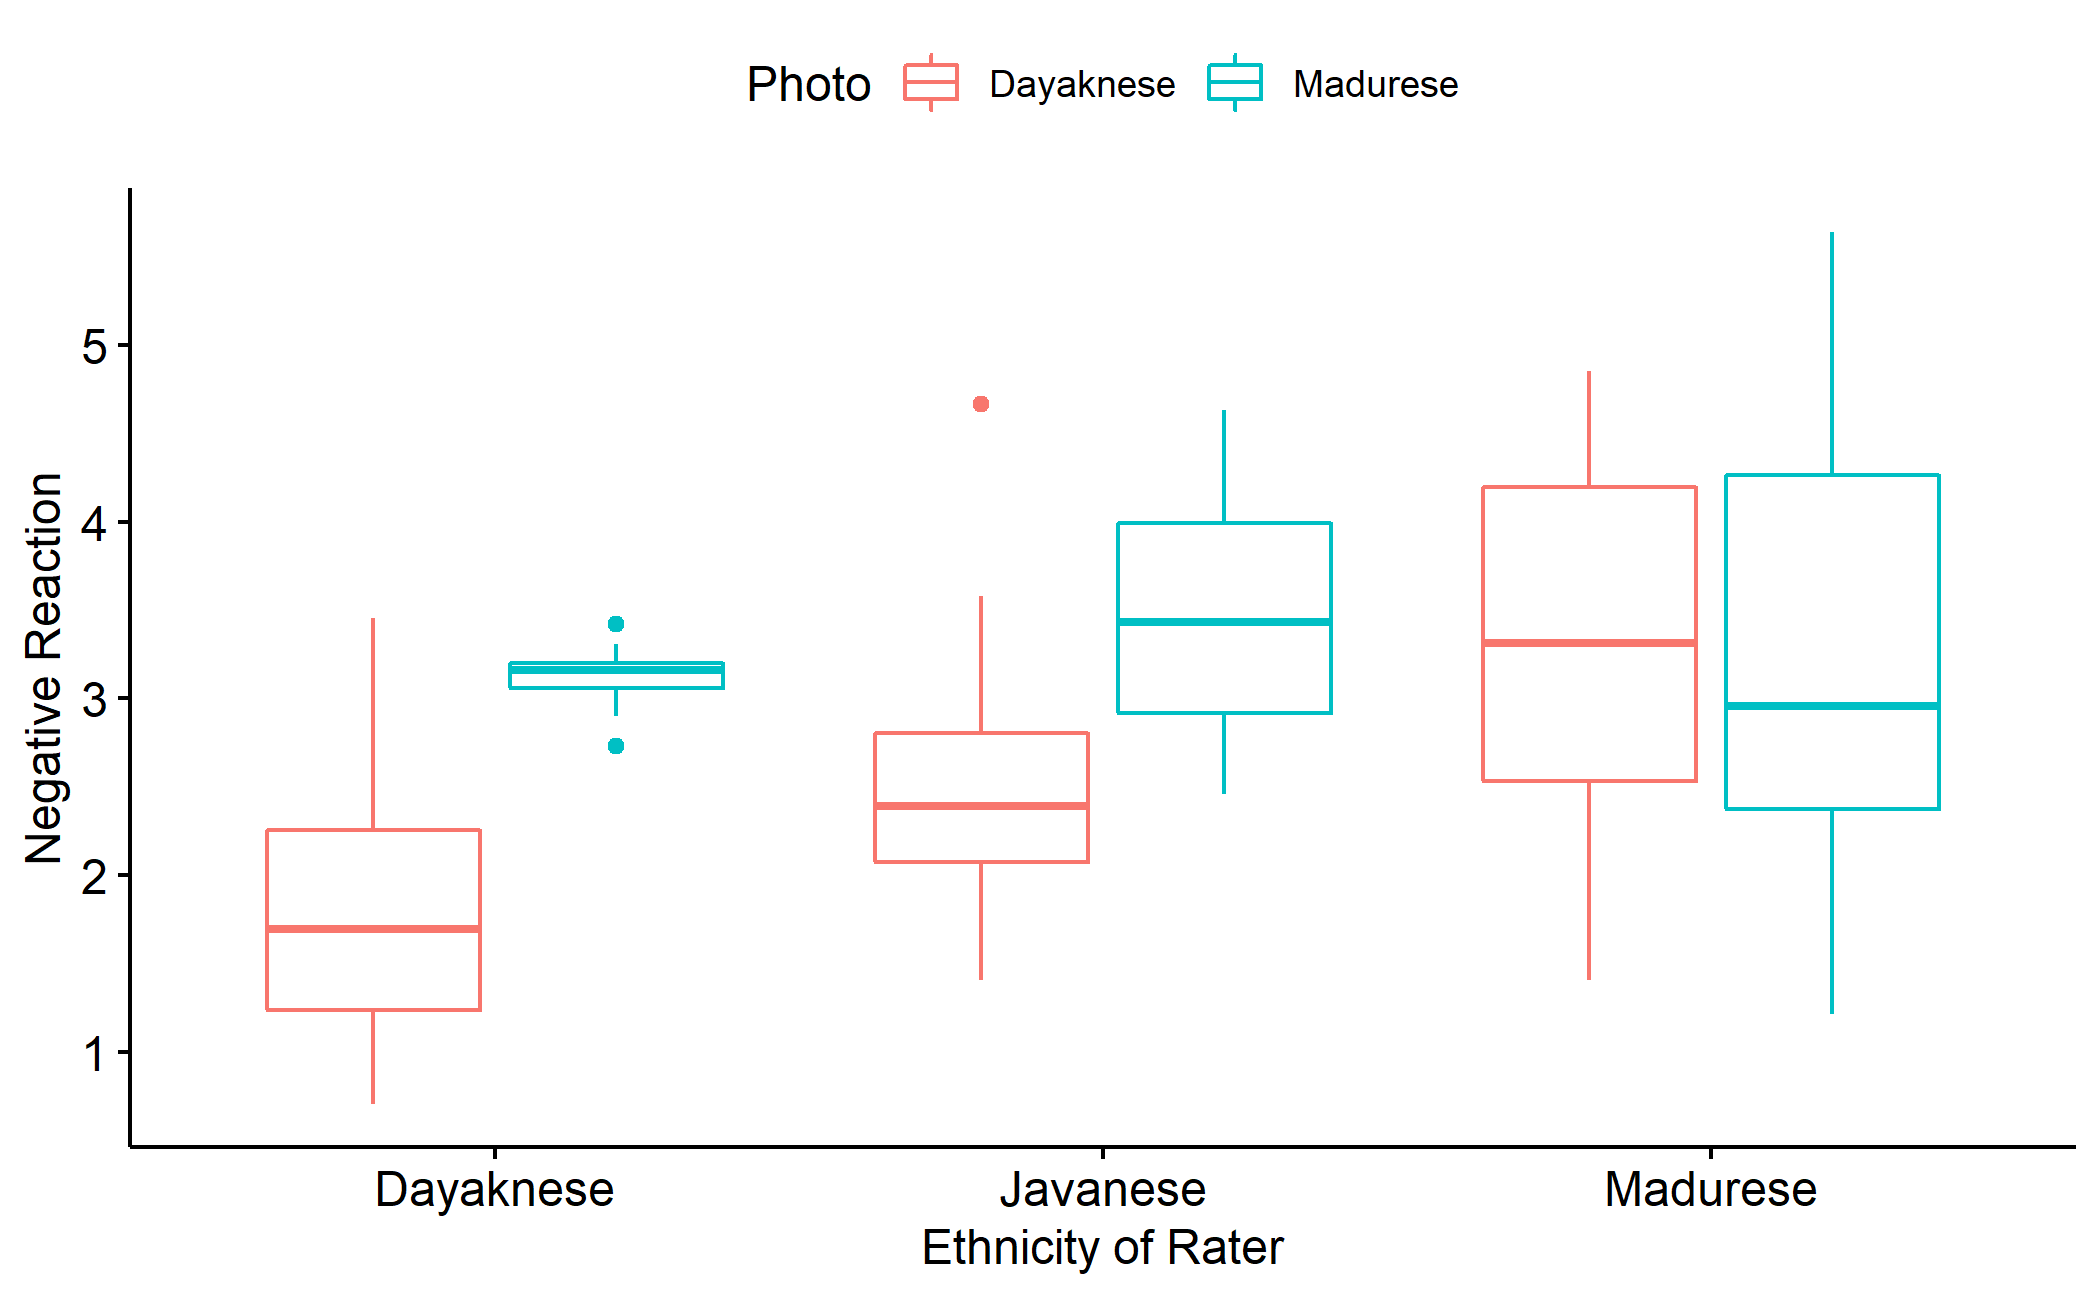 Photo Dayaknese Madurese
5
4
3
2
1
Negative Reaction
Dayaknese Javanese Madurese
Ethnicity of Rater